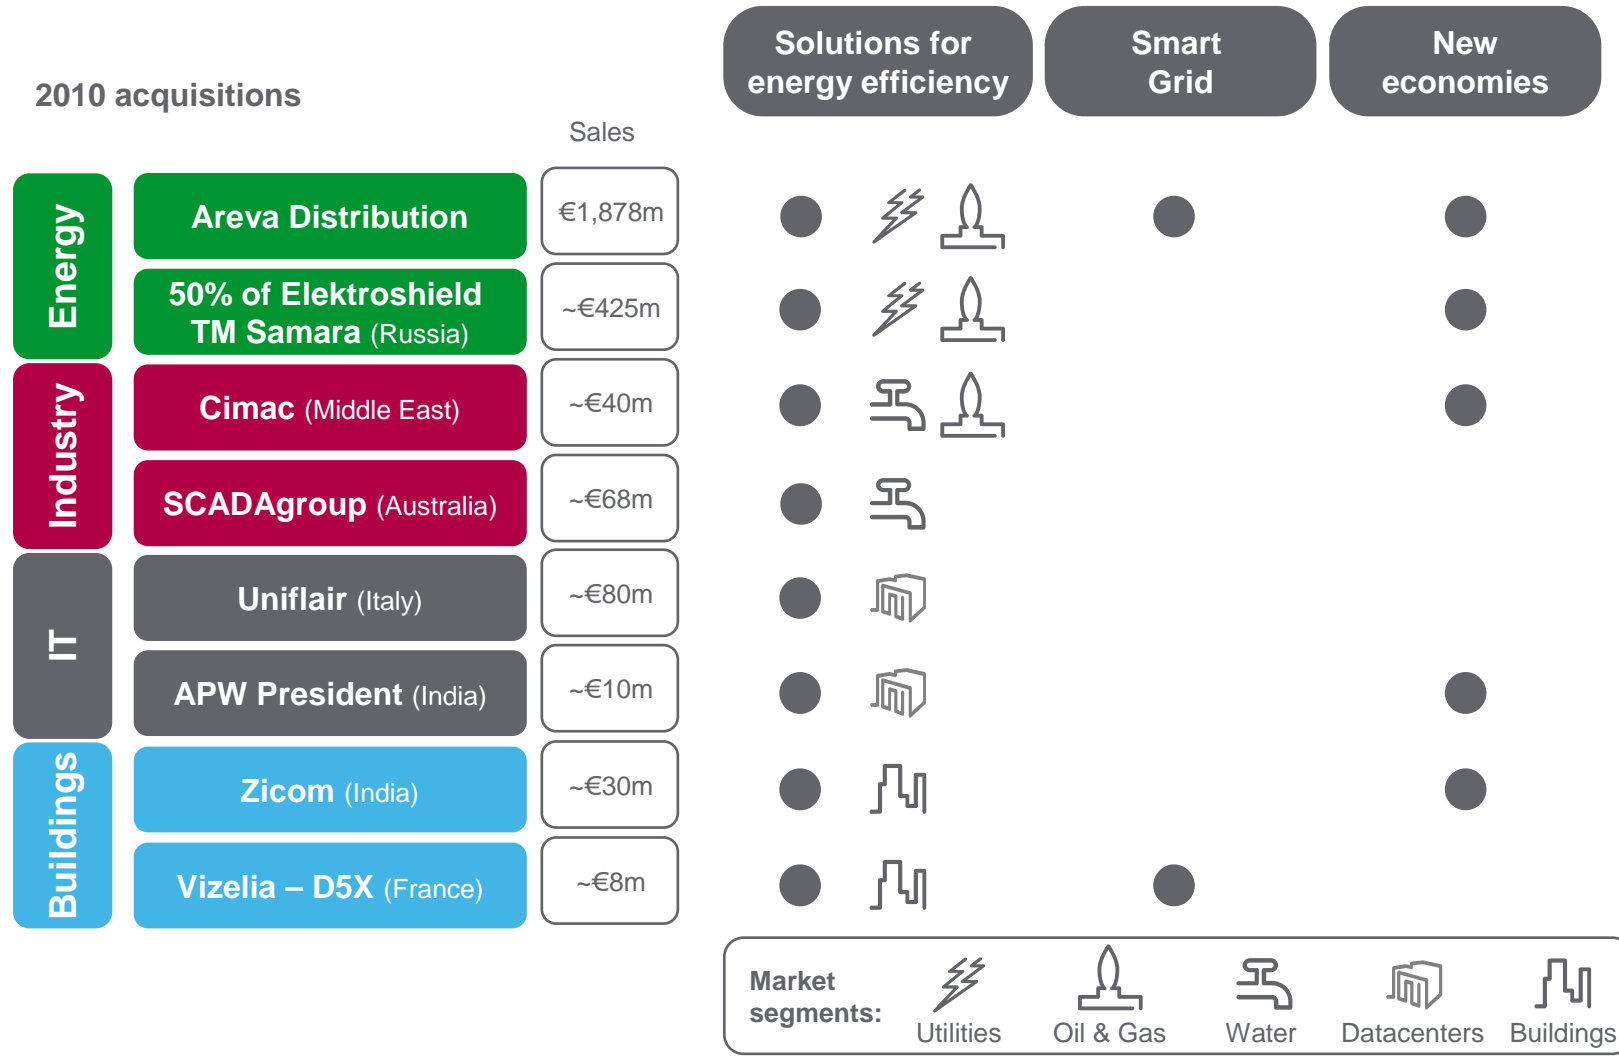 Solutions for
energy efficiency
Smart
Grid
New
economies
2010 acquisitions
Sales
Energy
Areva Distribution
€1,878m
50% of Elektroshield
TM Samara (Russia)
~€425m
Industry
Cimac (Middle East)
~€40m
SCADAgroup (Australia)
~€68m
IT
Uniflair (Italy)
~€80m
APW President (India)
~€10m
Buildings
Zicom (India)
~€30m
Vizelia – D5X (France)
~€8m
Market
segments:
Utilities
Oil & Gas
Water
Datacenters
Buildings